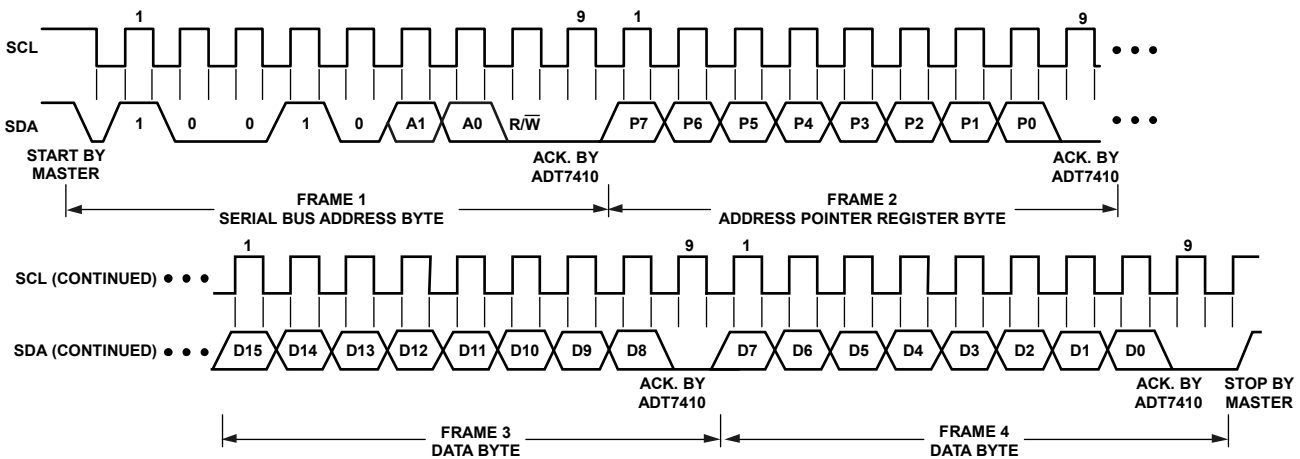 1 9 1 9
SCL
SDA 1 0 0 1 0 A1 A0 R/W̅ P7 P6 P5 P4 P3 P2 P1 P0
START BY
MASTER
ACK. BY
ADT7410
ACK. BY
ADT7410
FRAME 1
SERIAL BUS ADDRESS BYTE
FRAME 2
ADDRESS POINTER REGISTER BYTE
1 9 1 9
SCL (CONTINUED)
SDA (CONTINUED) D15 D14 D13 D12 D11 D10 D9 D8 D7 D6 D5 D4 D3 D2 D1 D0
ACK. BY
ADT7410
ACK. BY
ADT7410
STOP BY
MASTER
FRAME 3
DATA BYTE
FRAME 4
DATA BYTE